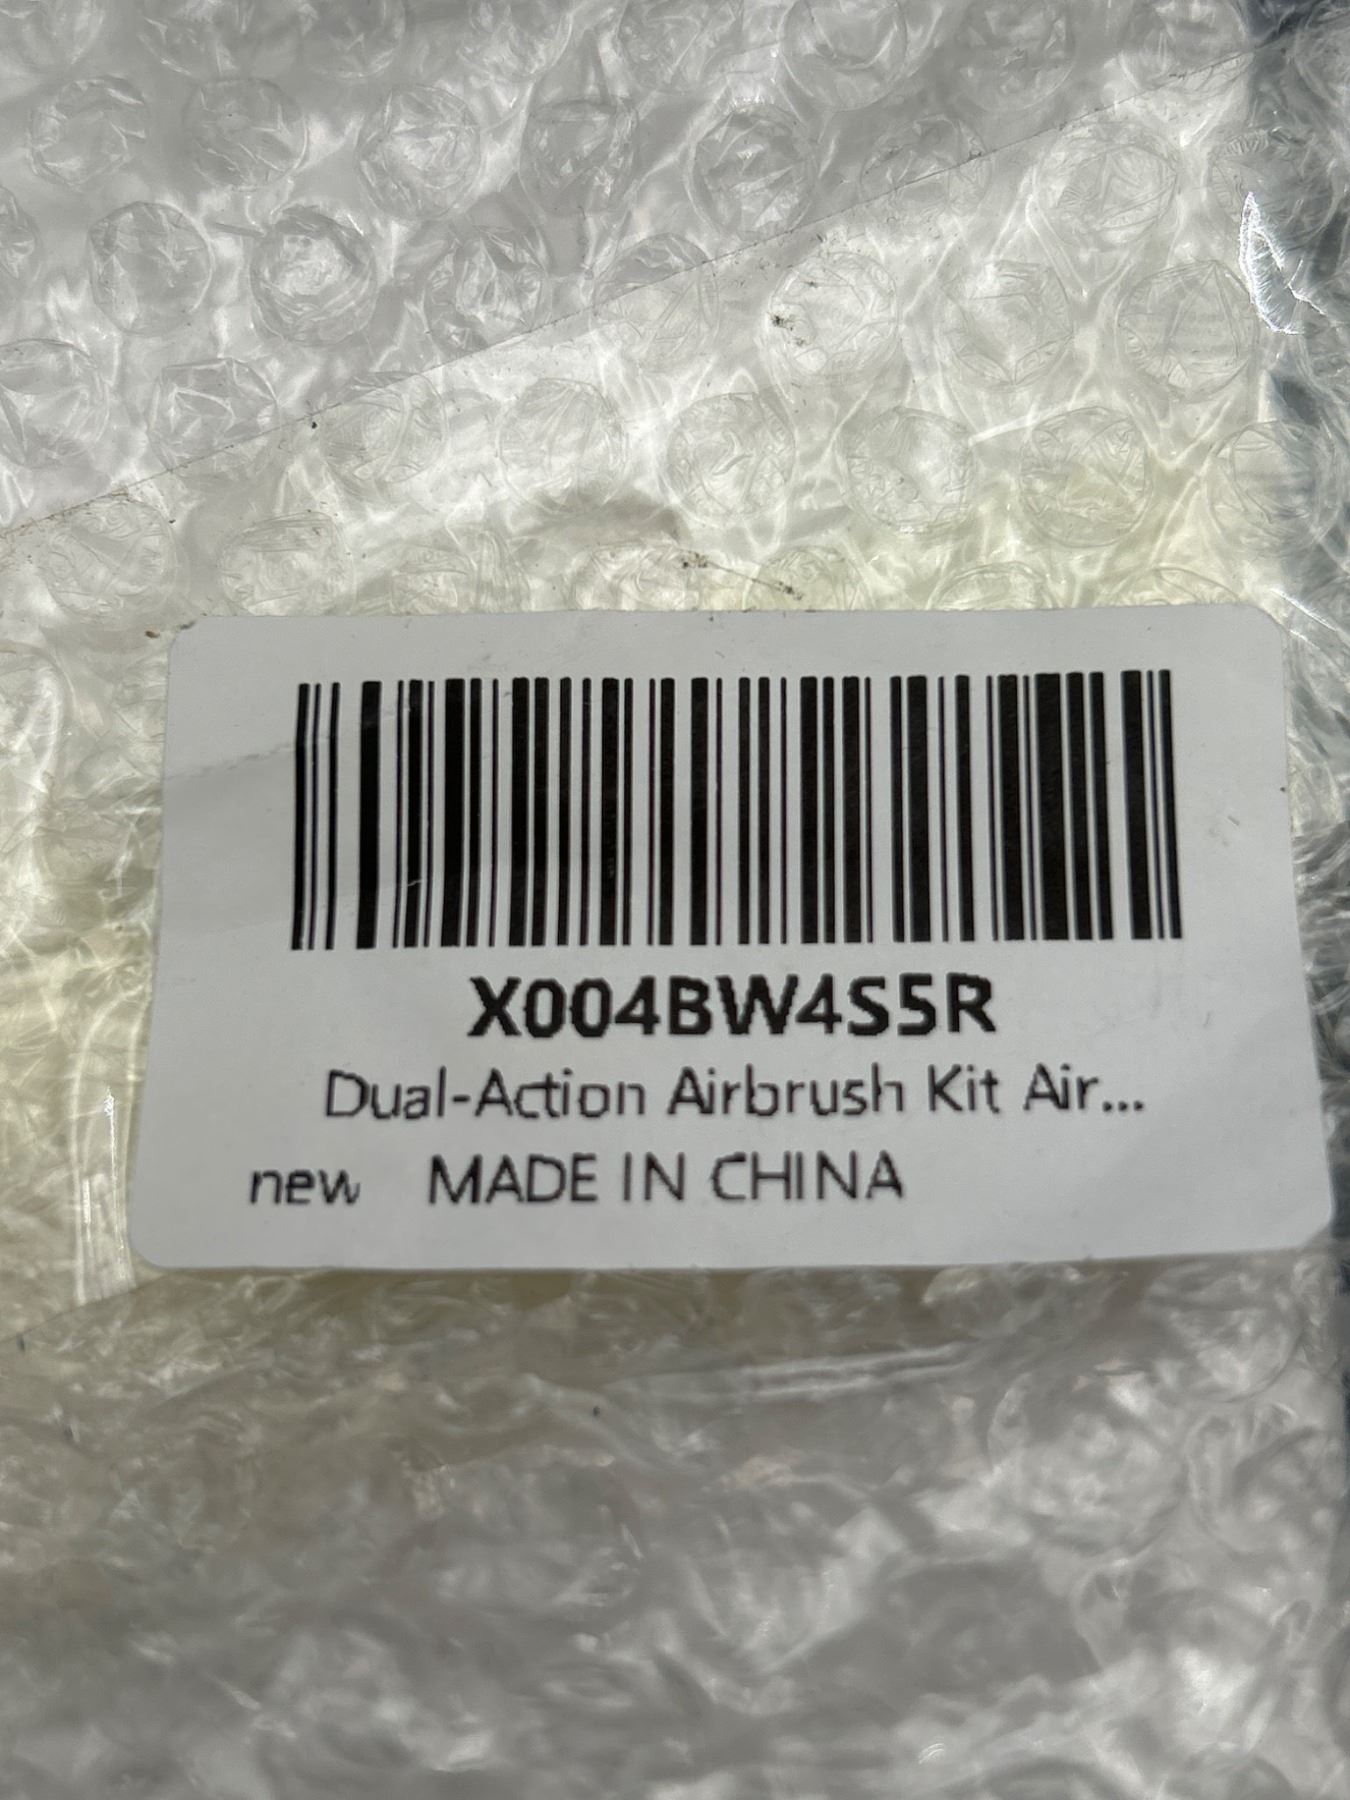 X004BW4S5R
Dual-Action Airbrush Kit Air...
new MADE IN CHINA